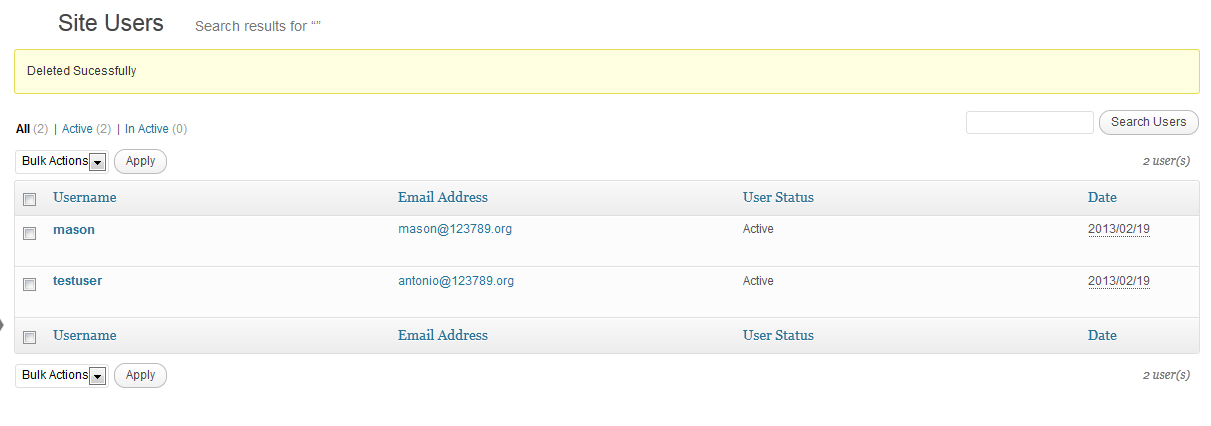 Site Users Search results for “”
Deleted Sucessfully
All (2) | Active (2) | In Active (0) Search Users
Bulk Actions Apply 2 user(s)
Username Email Address User Status Date
mason mason@123789.org Active 2013/02/19
testuser antonio@123789.org Active 2013/02/19
Username Email Address User Status Date
Bulk Actions Apply 2 user(s)